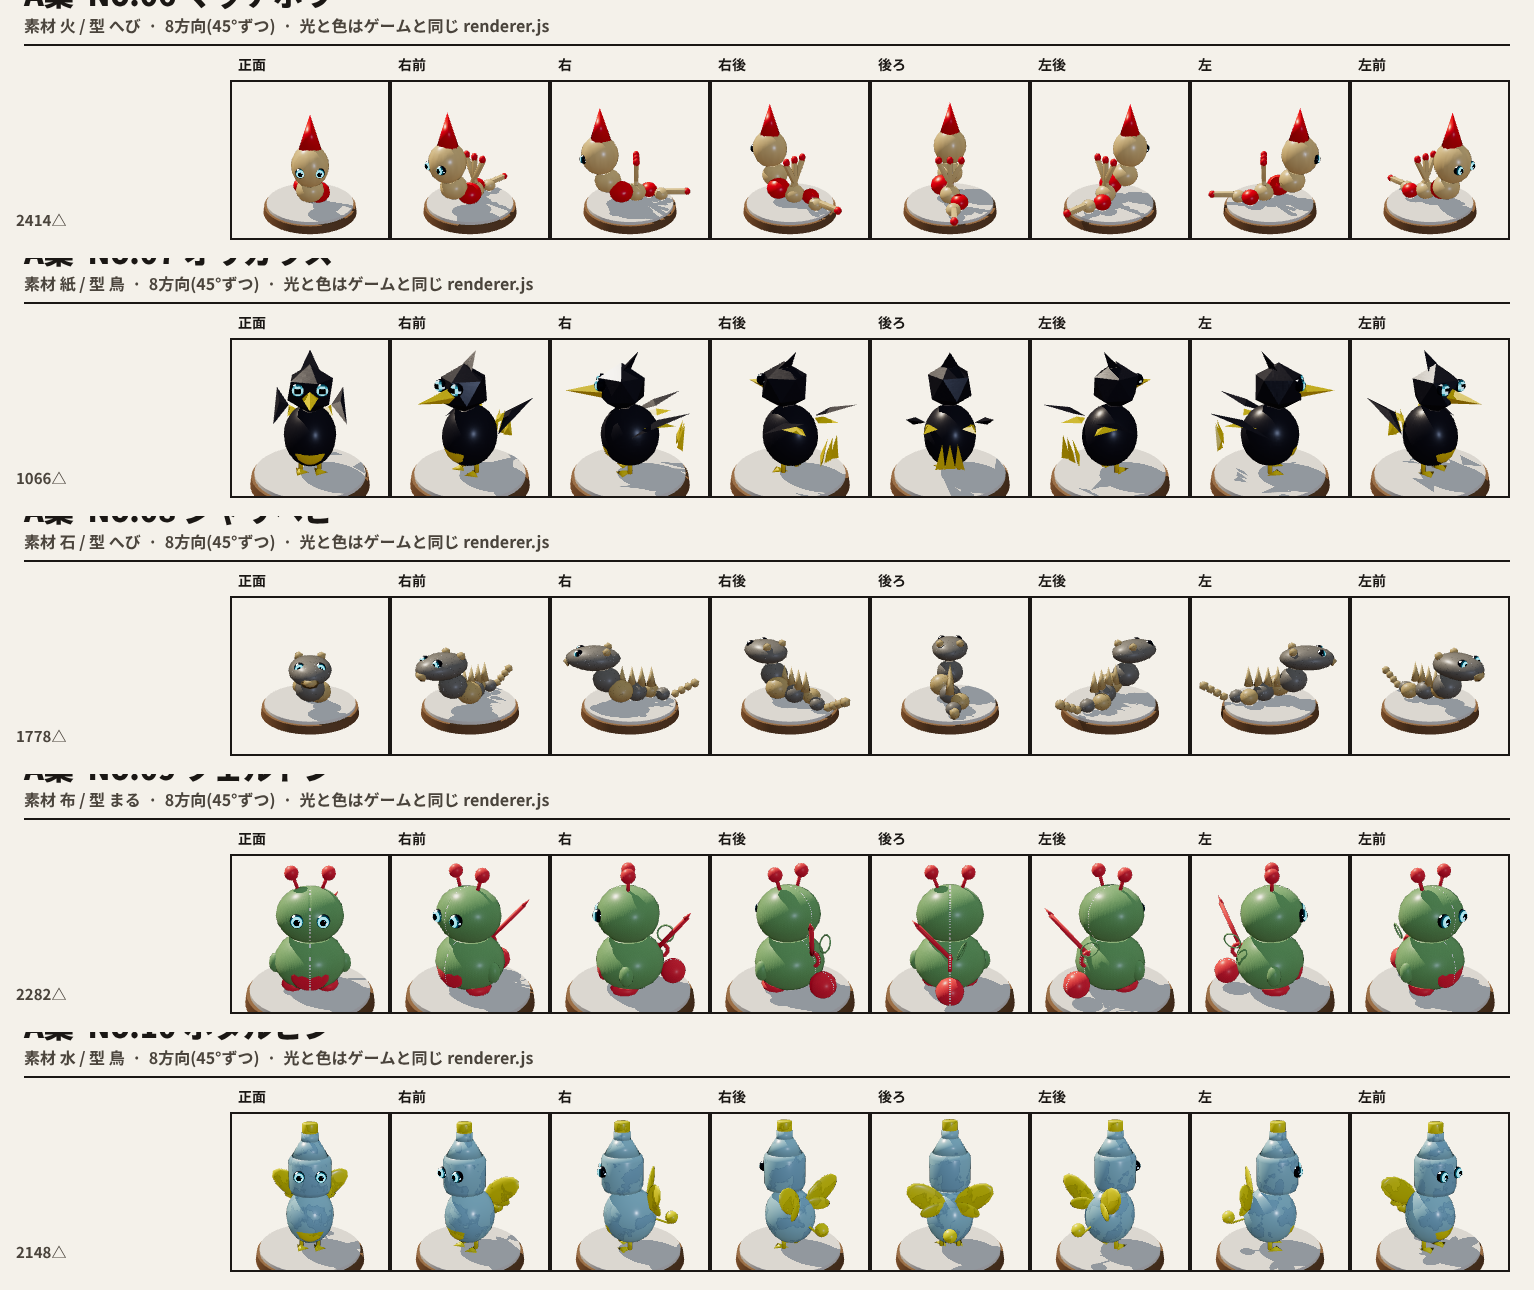 素材 火 / 型 へび ・ 8方向(45°ずつ) ・ 光と色はゲームと同じ renderer.js
正面 右前 右 右後 後ろ 左後 左 左前
2414△
素材 紙 / 型 鳥 ・ 8方向(45°ずつ) ・ 光と色はゲームと同じ renderer.js
正面 右前 右 右後 後ろ 左後 左 左前
1066△
素材 石 / 型 へび ・ 8方向(45°ずつ) ・ 光と色はゲームと同じ renderer.js
正面 右前 右 右後 後ろ 左後 左 左前
1778△
素材 布 / 型 まる ・ 8方向(45°ずつ) ・ 光と色はゲームと同じ renderer.js
正面 右前 右 右後 後ろ 左後 左 左前
2282△
素材 水 / 型 鳥 ・ 8方向(45°ずつ) ・ 光と色はゲームと同じ renderer.js
正面 右前 右 右後 後ろ 左後 左 左前
2148△